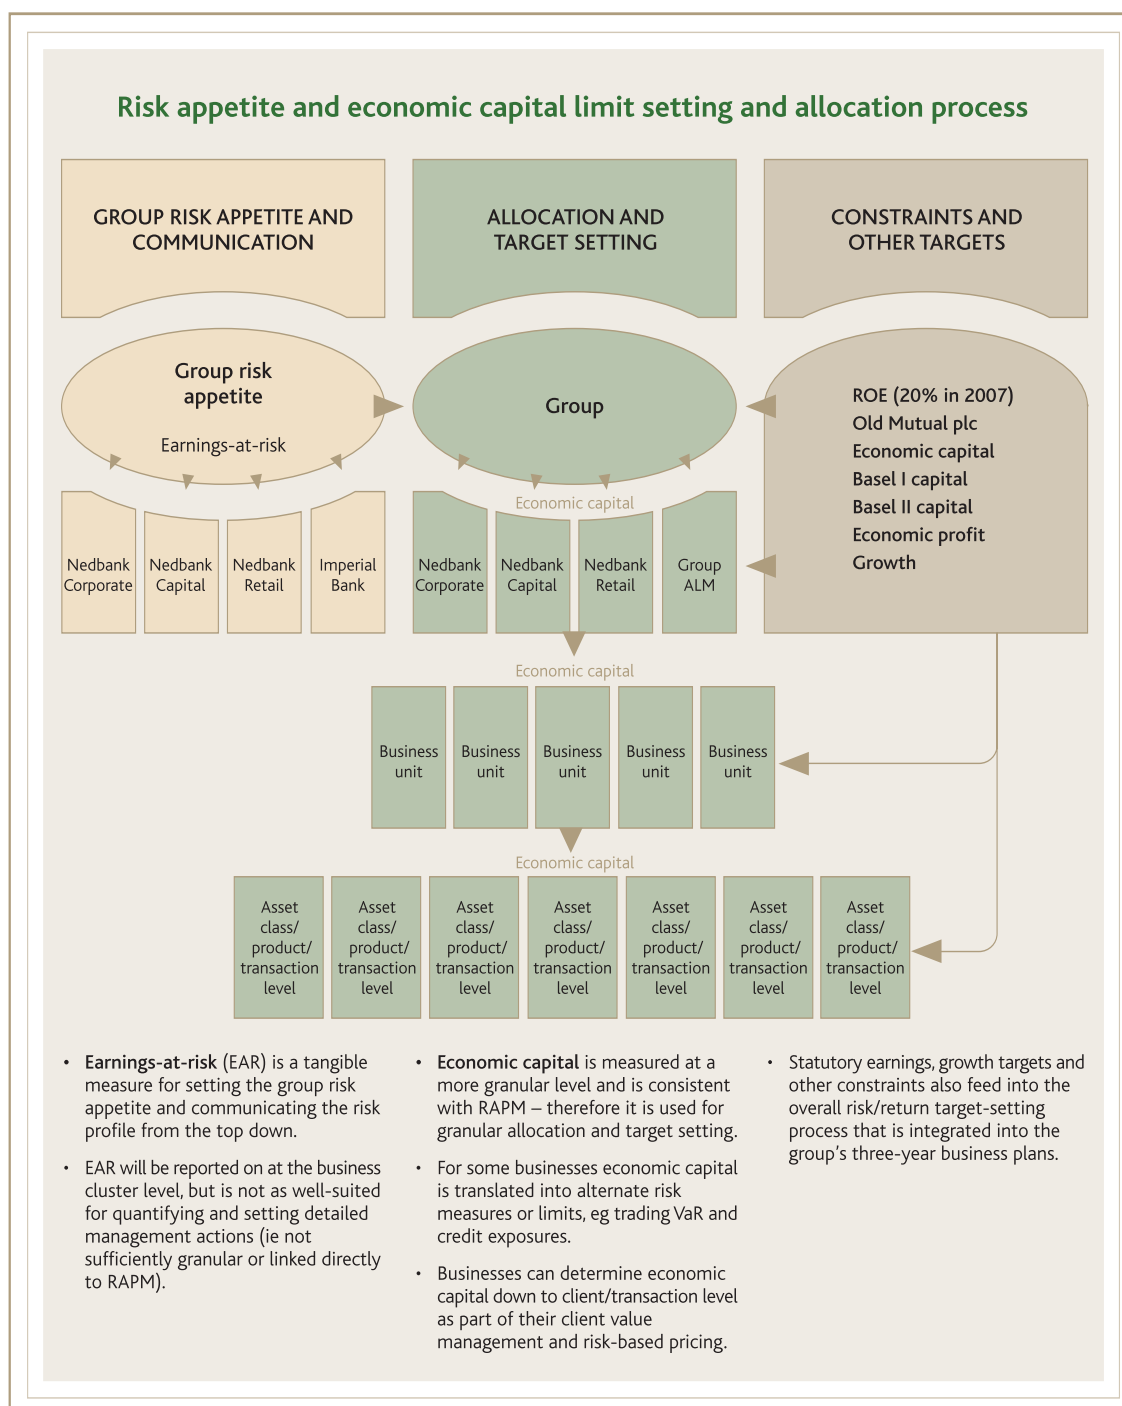 Risk appetite and economic capital limit setting and allocation process
GROUP RISK APPETITE AND
COMMUNICATION
ALLOCATION AND
TARGET SETTING
CONSTRAINTS AND
OTHER TARGETS
Group risk
appetite
Earnings-at-risk
Group
ROE (20% in 2007)
Old Mutual plc
Economic capital
Basel I capital
Basel II capital
Economic profit
Growth
Nedbank
Corporate
Nedbank
Capital
Nedbank
Retail
Imperial
Bank
Economic capital
Nedbank
Corporate
Nedbank
Capital
Nedbank
Retail
Group
ALM
Economic capital
Business
unit
Business
unit
Business
unit
Business
unit
Business
unit
Economic capital
Asset
class/
product/
transaction
level
Asset
class/
product/
transaction
level
Asset
class/
product/
transaction
level
Asset
class/
product/
transaction
level
Asset
class/
product/
transaction
level
Asset
class/
product/
transaction
level
Asset
class/
product/
transaction
level
• Earnings-at-risk (EAR) is a tangible
measure for setting the group risk
appetite and communicating the risk
profile from the top down.
• EAR will be reported on at the business
cluster level, but is not as well-suited
for quantifying and setting detailed
management actions (ie not
sufficiently granular or linked directly
to RAPM).
• Economic capital is measured at a
more granular level and is consistent
with RAPM – therefore it is used for
granular allocation and target setting.
• For some businesses economic capital
is translated into alternate risk
measures or limits, eg trading VaR and
credit exposures.
• Businesses can determine economic
capital down to client/transaction level
as part of their client value
management and risk-based pricing.
• Statutory earnings, growth targets and
other constraints also feed into the
overall risk/return target-setting
process that is integrated into the
group's three-year business plans.